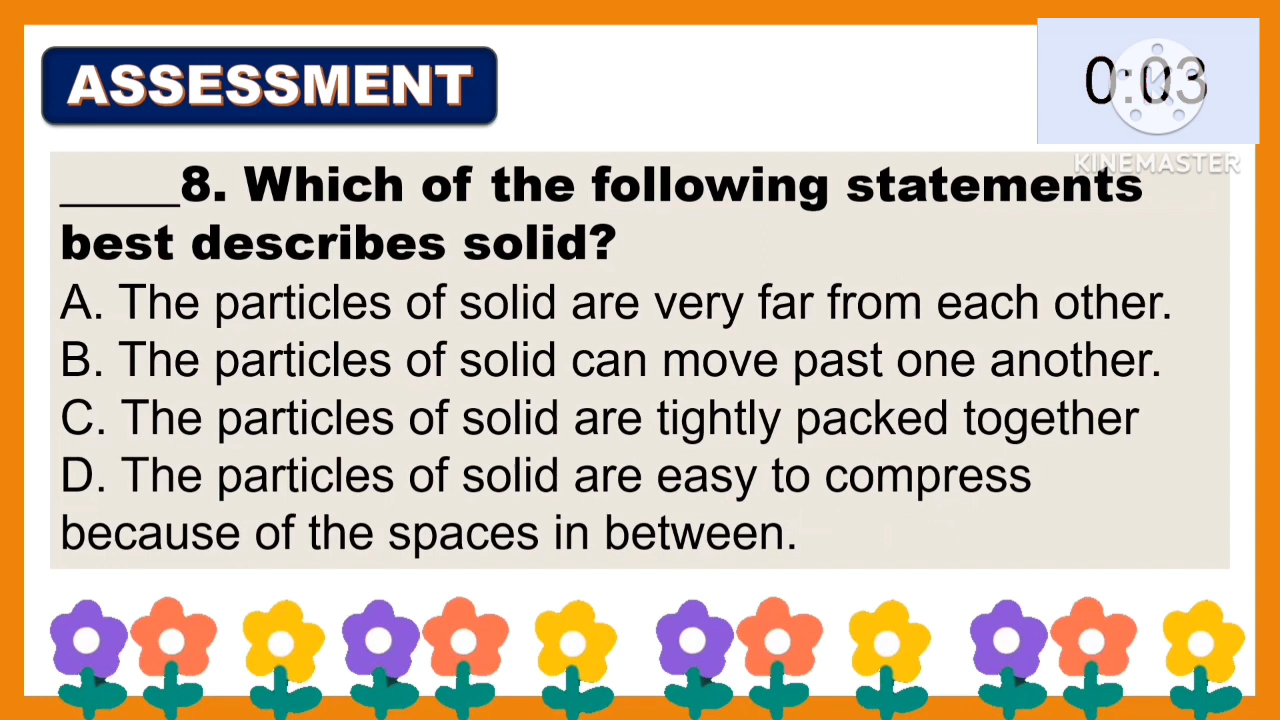 ASSESSMENT
0:03
KINEMASTER
_____8. Which of the following statements
best describes solid?
A. The particles of solid are very far from each other.
B. The particles of solid can move past one another.
C. The particles of solid are tightly packed together
D. The particles of solid are easy to compress
because of the spaces in between.